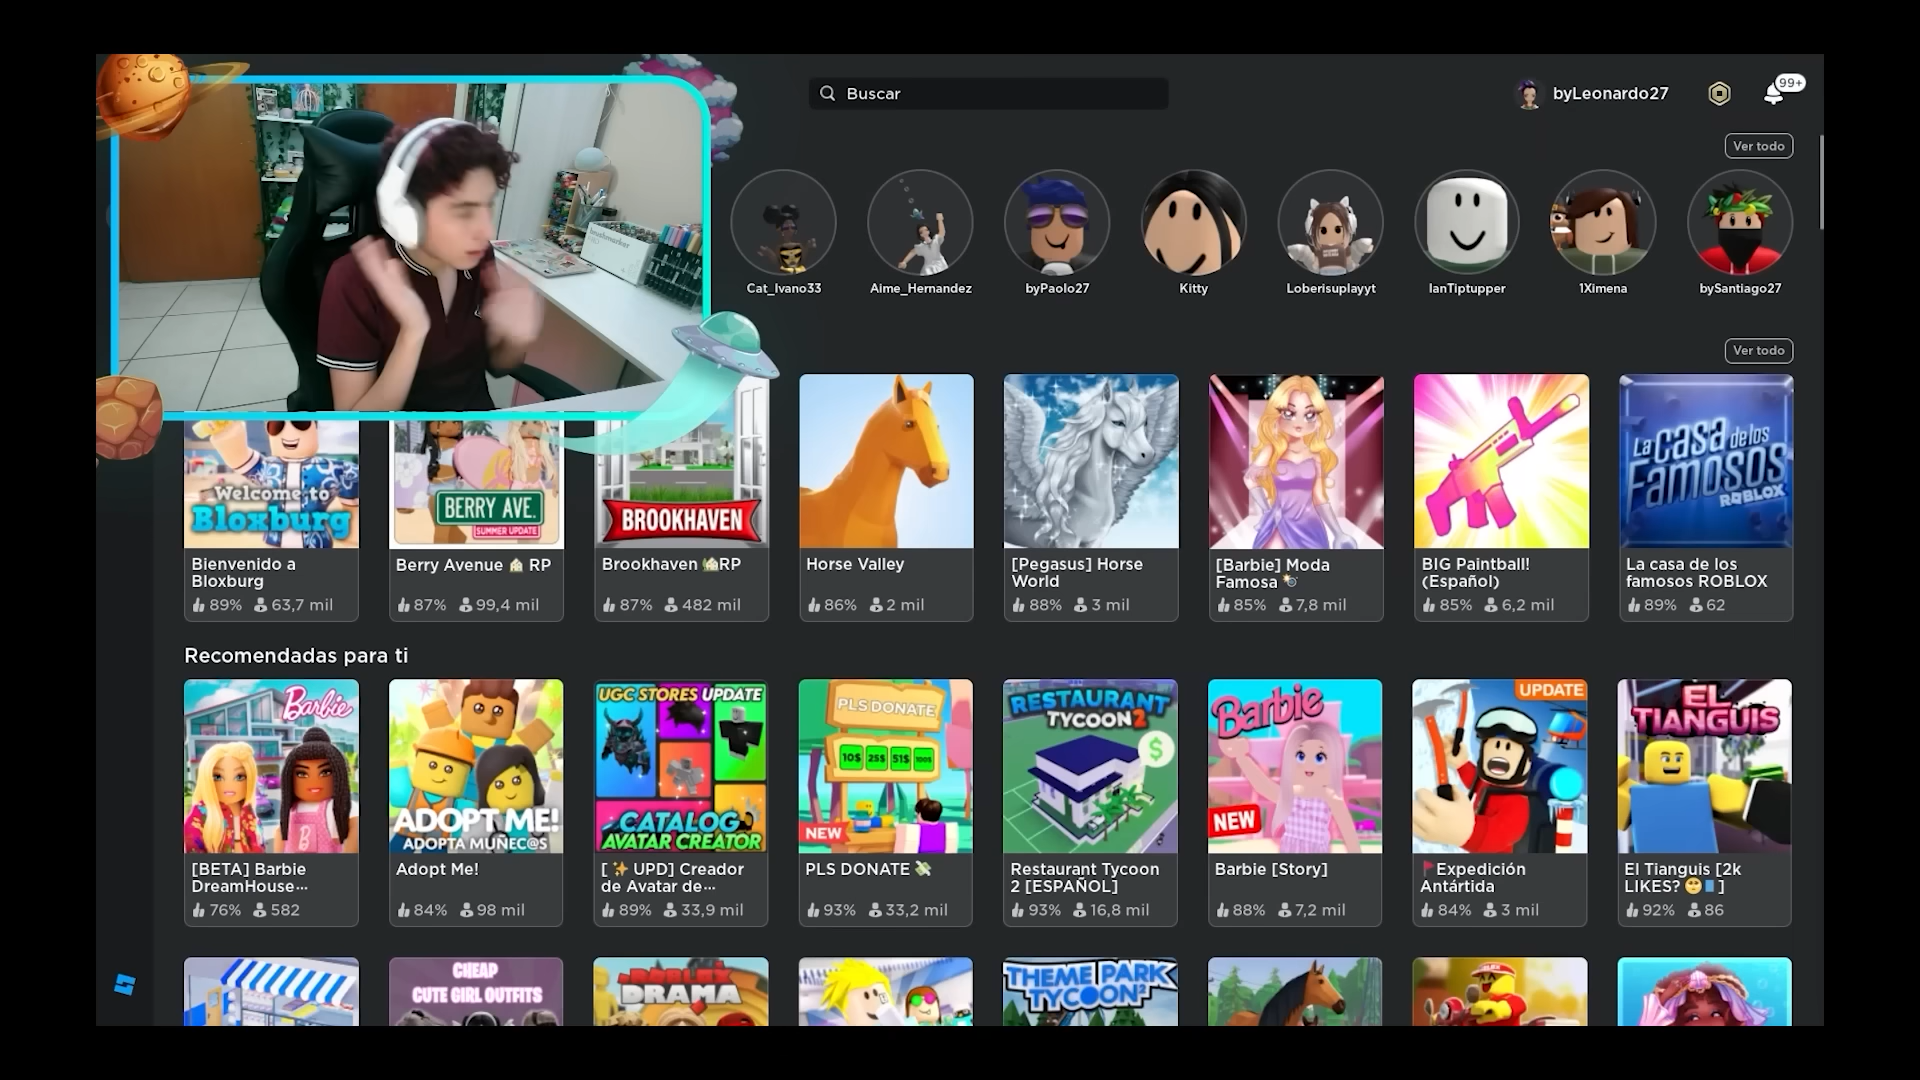 Buscar
byLeonardo27
99+
Ver todo
Cat_Ivano33
Aime_Hernandez
byPaolo27
Kitty
Loberisuplayyt
IanTiptupper
1Ximena
bySantiago27
Ver todo
Welcome to
Bloxburg
BERRY AVE.
SUMMER UPDATE
BROOKHAVEN
La CASA de los
FAMOSOS
ROBLOX
Bienvenido a
Bloxburg
89% 63,7 mil
Berry Avenue 🏠 RP
87% 99,4 mil
Brookhaven 🏡RP
87% 482 mil
Horse Valley
86% 2 mil
[Pegasus] Horse
World
88% 3 mil
[Barbie] Moda
Famosa 💣
85% 7,8 mil
BIG Paintball!
(Español)
85% 6,2 mil
La casa de los
famosos ROBLOX
89% 62
Recomendadas para ti
Barbie
ADOPT ME!
ADOPTA MUÑEC@S
UGC STORES UPDATE
CATALOG
AVATAR CREATOR
PLS DONATE
10$ 25$ 51$ 100$
NEW
RESTAURANT
TYCOON 2
$
Barbie
NEW
UPDATE
EL
TIANGUIS
[BETA] Barbie
DreamHouse...
76% 582
Adopt Me!
84% 98 mil
[ ✨ UPD] Creador
de Avatar de...
89% 33,9 mil
PLS DONATE 💸
93% 33,2 mil
Restaurant Tycoon
2 [ESPAÑOL]
93% 16,8 mil
Barbie [Story]
88% 7,2 mil
🚩Expedición
Antártida
84% 3 mil
El Tianguis [2k
LIKES? ]
92% 86
CHEAP
CUTE GIRL OUTFITS
ROBLOX
DRAMA
THEME PARK
TYCOON 2